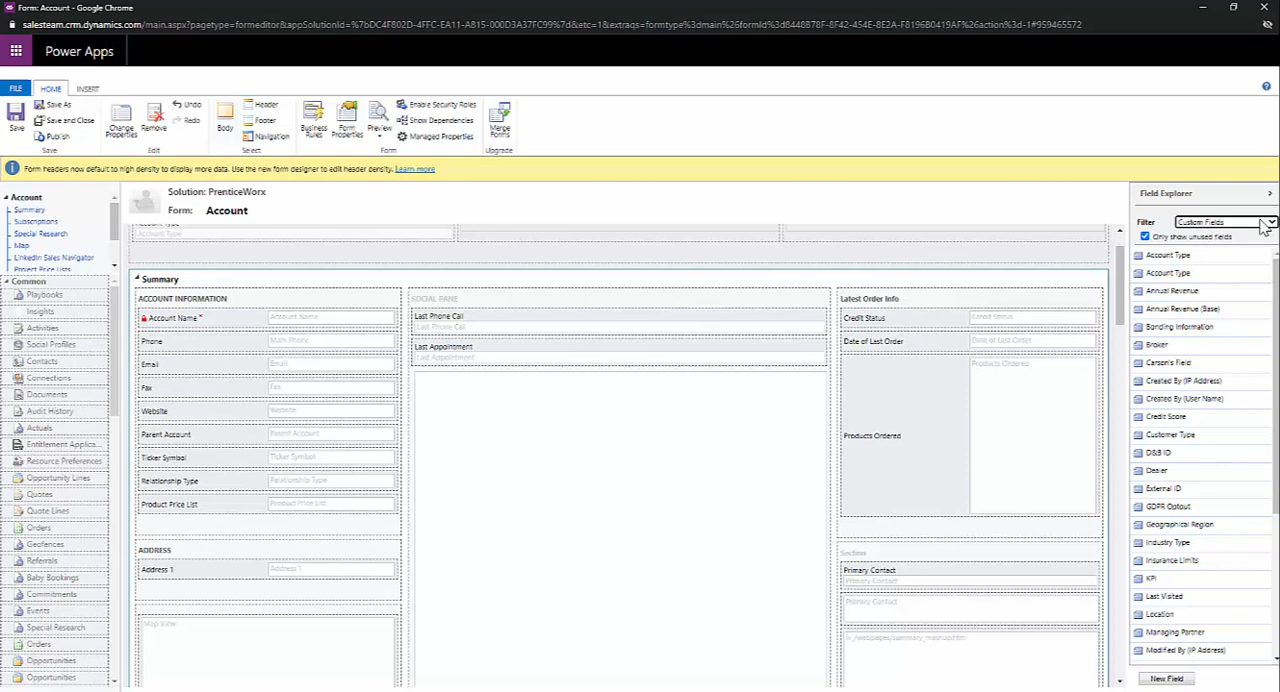 Form: Account - Google Chrome
salesteam.crm.dynamics.com/main.aspx?pagetype=formeditor&appSolutionId=%7bDC4F802D-4FFC-EA11-A815-000D3A37FC99%7d&etc=1&extraqs=formtype%3dmain%26formId%3d8448B78F-8F42-454E-8E2A-F8196B0419AF%26action%3d-1#959465572
Power Apps
FILE
HOME
INSERT
Save
Save As
Save and Close
Publish
Save
Change Properties
Remove
Undo
Redo
Edit
Body
Header
Footer
Navigation
Select
Business Rules
Form Properties
Preview
Enable Security Roles
Show Dependencies
Managed Properties
Form
Merge Forms
Upgrade
Form headers now default to high density to display more data. Use the new form designer to edit header density. Learn more
Account
Summary
Subscriptions
Special Research
Map
LinkedIn Sales Navigator
Project Price Lists
Common
Playbooks
Insights
Activities
Social Profiles
Contacts
Connections
Documents
Audit History
Actuals
Entitlement Applica...
Resource Preferences
Opportunity Lines
Quotes
Quote Lines
Orders
Geofences
Referrals
Baby Bookings
Commitments
Events
Special Research
Orders
Opportunities
Opportunities
Solution: PrenticeWorx
Form: Account
Account Type
Account Type
Summary
ACCOUNT INFORMATION
Account Name *
Account Name
Phone
Main Phone
Email
Email
Fax
Fax
Website
Website
Parent Account
Parent Account
Ticker Symbol
Ticker Symbol
Relationship Type
Relationship Type
Product Price List
Product Price List
ADDRESS
Address 1
Address 1
Map View
SOCIAL PANE
Last Phone Call
Last Phone Call
Last Appointment
Last Appointment
Latest Order Info
Credit Status
Credit Status
Date of Last Order
Date of Last Order
Products Ordered
Products Ordered
Section
Primary Contact
Primary Contact
Primary Contact
Field Explorer
Filter
Custom Fields
Only show unused fields
Account Type
Account Type
Annual Revenue
Annual Revenue (Base)
Bonding Information
Broker
Carson's Field
Created By (IP Address)
Created By (User Name)
Credit Score
Customer Type
D&B ID
Dealer
External ID
GDPR Optout
Geographical Region
Industry Type
Insurance Limits
KPI
Last Visited
Location
Managing Partner
Modified By (IP Address)
New Field